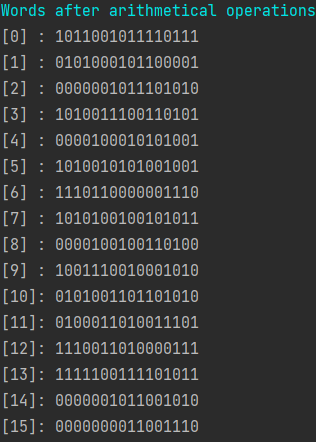 Words after arithmetical operations
[0] : 1011001011110111
[1] : 0101000101100001
[2] : 0000001011101010
[3] : 1010011100110101
[4] : 0000100010101001
[5] : 1010010101001001
[6] : 1110110000001110
[7] : 1010100100101011
[8] : 0000100100110100
[9] : 1001110010001010
[10]: 0101001101101010
[11]: 0100011010011101
[12]: 1110011010000111
[13]: 1111100111101011
[14]: 0000001011001010
[15]: 0000000011001110